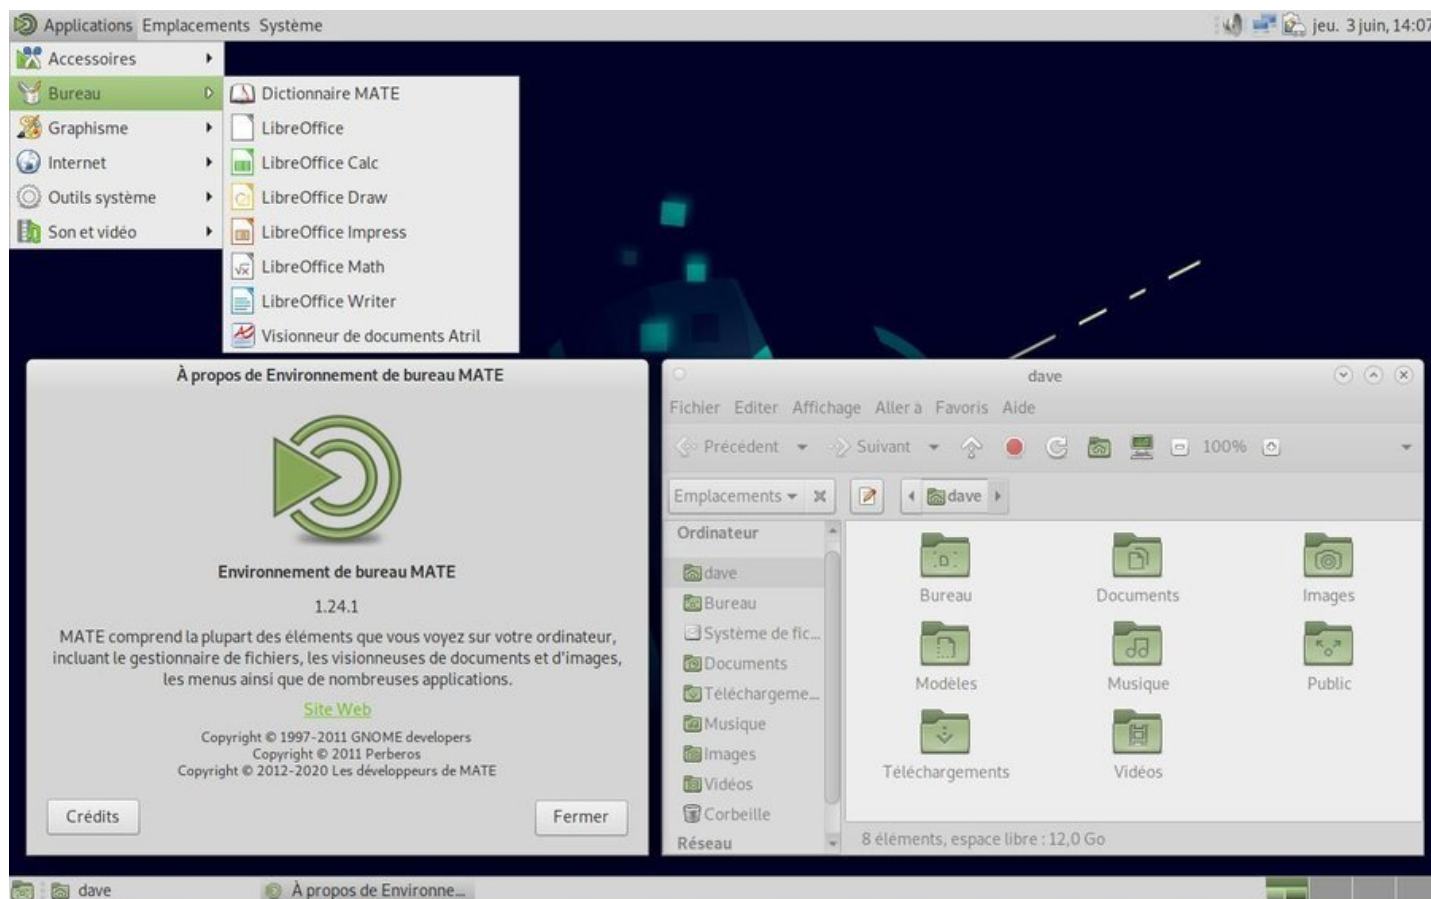 Applications Emplacements Système
jeu. 3 juin, 14:07
Accessoires
Bureau
Graphisme
Internet
Outils système
Son et vidéo
Dictionnaire MATE
LibreOffice
LibreOffice Calc
LibreOffice Draw
LibreOffice Impress
LibreOffice Math
LibreOffice Writer
Visionneur de documents Atril
À propos de Environnement de bureau MATE
Environnement de bureau MATE
1.24.1
MATE comprend la plupart des éléments que vous voyez sur votre ordinateur,
incluant le gestionnaire de fichiers, les visionneuses de documents et d'images,
les menus ainsi que de nombreuses applications.
Site Web
Copyright © 1997-2011 GNOME developers
Copyright © 2011 Perberos
Copyright © 2012-2020 Les développeurs de MATE
Crédits Fermer
dave
Fichier Editer Affichage Aller à Favoris Aide
Précédent Suivant 100%
Emplacements dave
Ordinateur
dave
Bureau
Système de fic...
Documents
Téléchargeme...
Musique
Images
Vidéos
Corbeille
Réseau
Bureau Documents Images
Modèles Musique Public
Téléchargements Vidéos
8 éléments, espace libre : 12,0 Go
dave À propos de Environne...